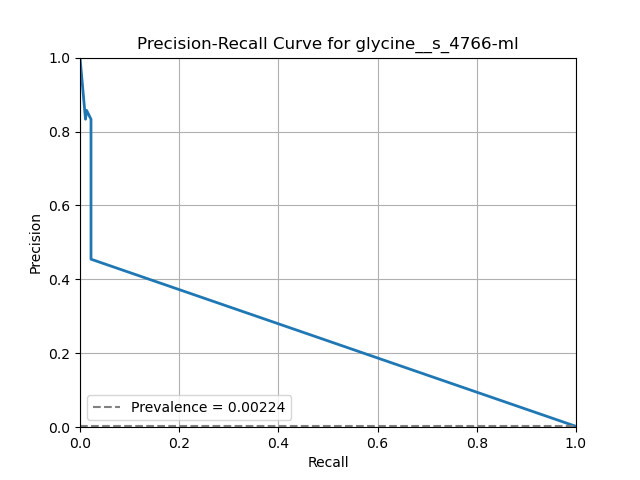 Precision-Recall Curve for glycine__s_4766-ml
1.0
0.8
0.6
0.4
0.2
0.0
Precision
Prevalence = 0.00224
0.0 0.2 0.4 0.6 0.8 1.0
Recall